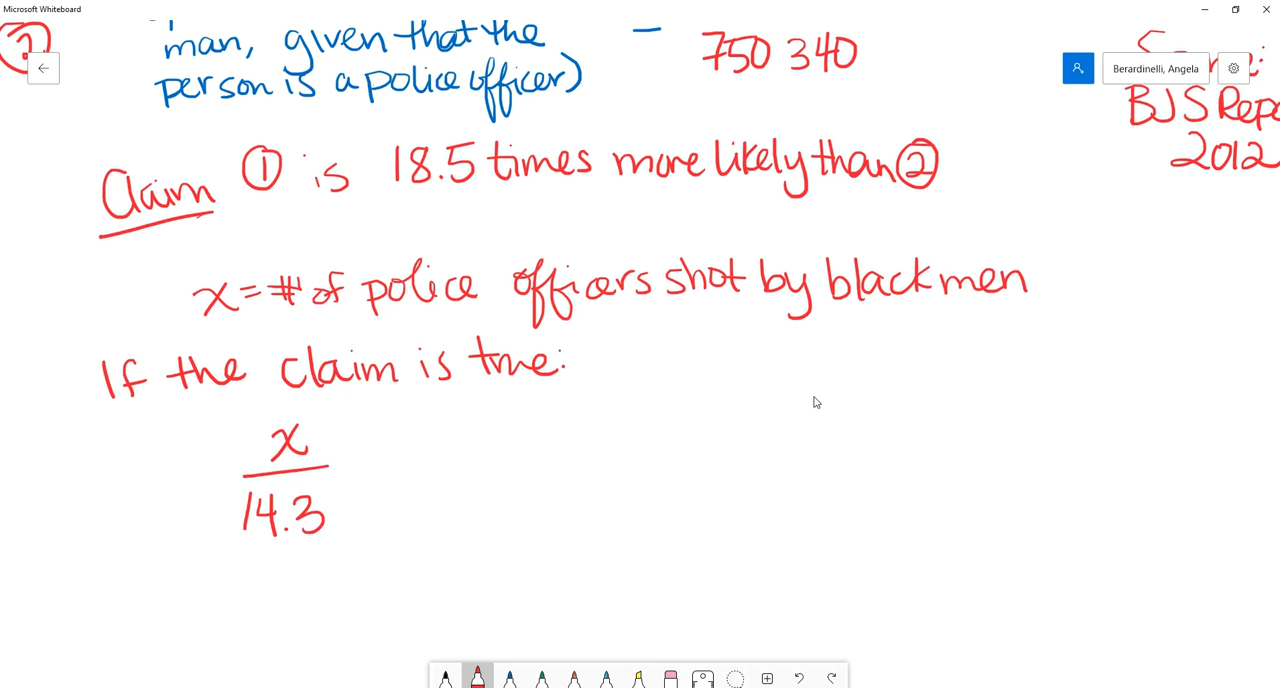 Microsoft Whiteboard
?
man, given that the
person is a police officer)
750 340
Berardinelli, Angela
BJS Repo
2012
Claim ① is 18.5 times more likely than ②
x = # of police officers shot by black men
If the claim is true:
x
14.3